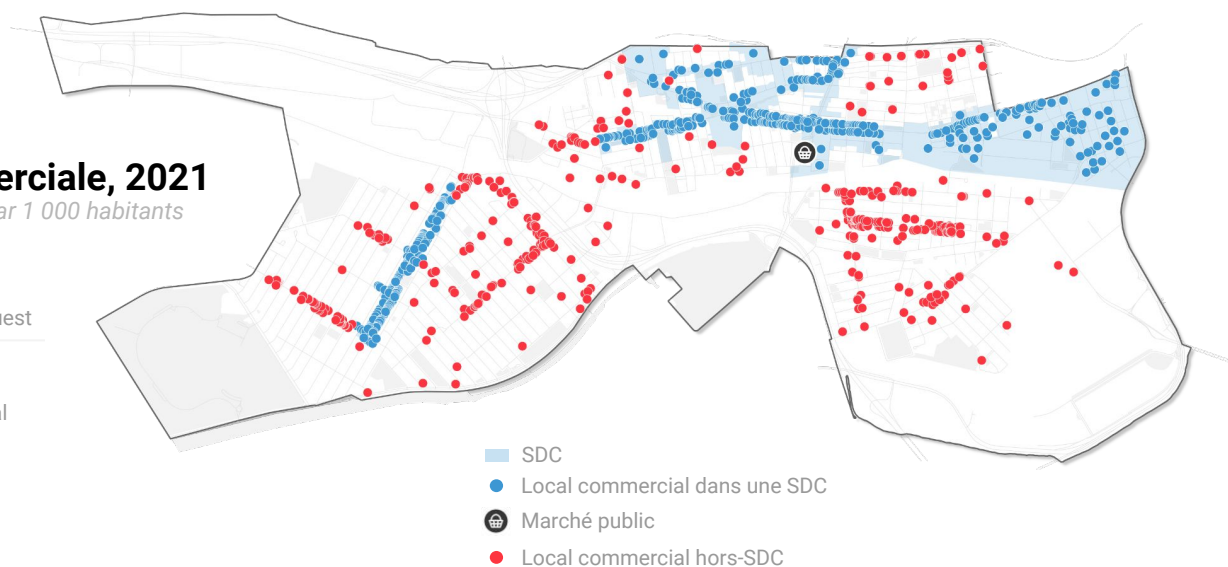 erciale, 2021
ar 1 000 habitants
uest
al
SDC
Local commercial dans une SDC
Marché public
Local commercial hors-SDC